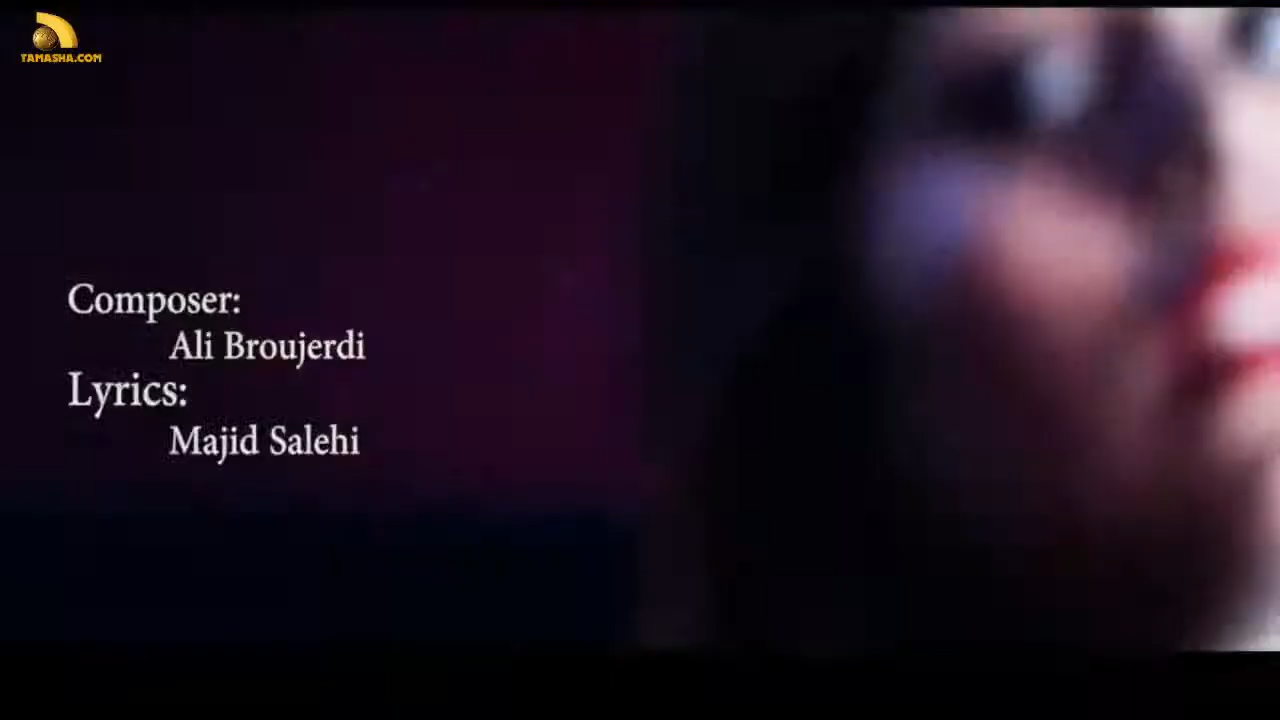 TAMASHA.COM
Composer:
Ali Broujerdi
Lyrics:
Majid Salehi